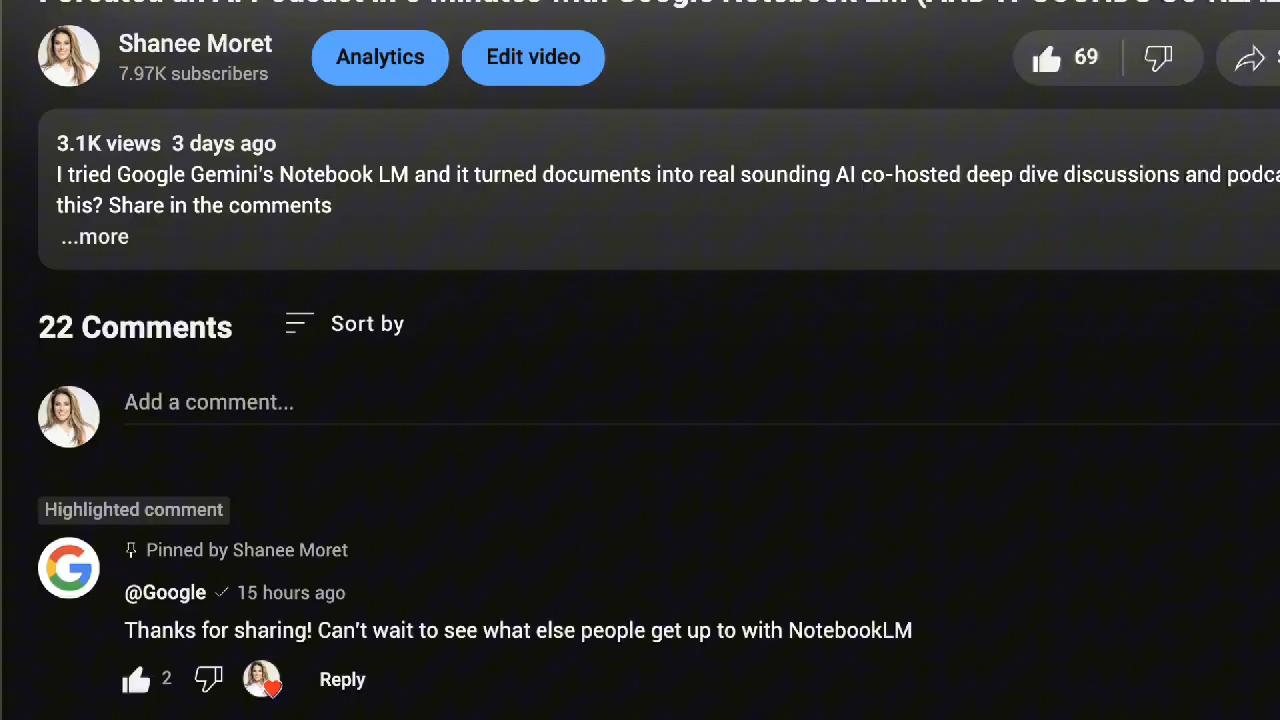 Shanee Moret
7.97K subscribers
Analytics
Edit video
69
3.1K views 3 days ago
I tried Google Gemini's Notebook LM and it turned documents into real sounding AI co-hosted deep dive discussions and
this? Share in the comments
...more
22 Comments
Sort by
Add a comment...
Highlighted comment
Pinned by Shanee Moret
@Google 15 hours ago
Thanks for sharing! Can't wait to see what else people get up to with NotebookLM
2
Reply